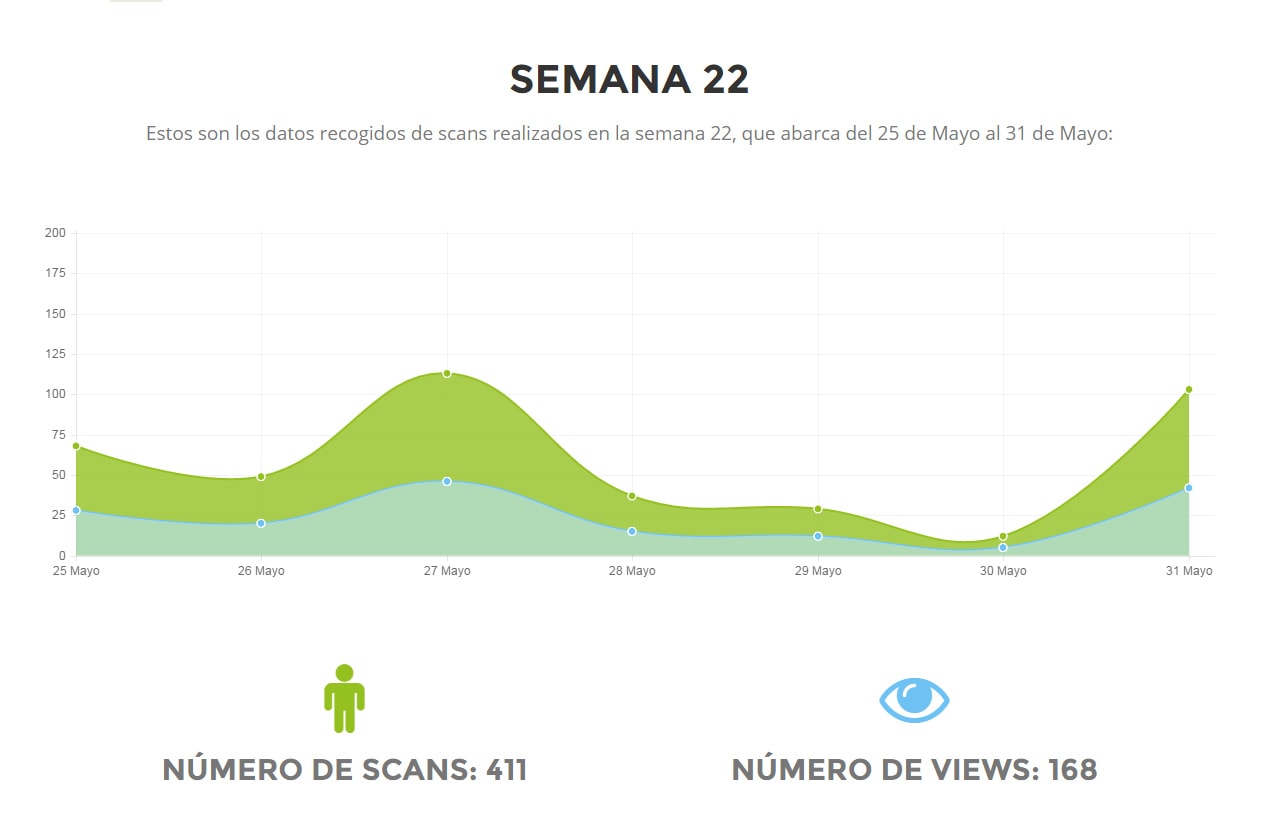 SEMANA 22
Estos son los datos recogidos de scans realizados en la semana 22, que abarca del 25 de Mayo al 31 de Mayo:
200
175
150
125
100
75
50
25
0
25 Mayo 26 Mayo 27 Mayo 28 Mayo 29 Mayo 30 Mayo 31 Mayo
NÚMERO DE SCANS: 411 NÚMERO DE VIEWS: 168